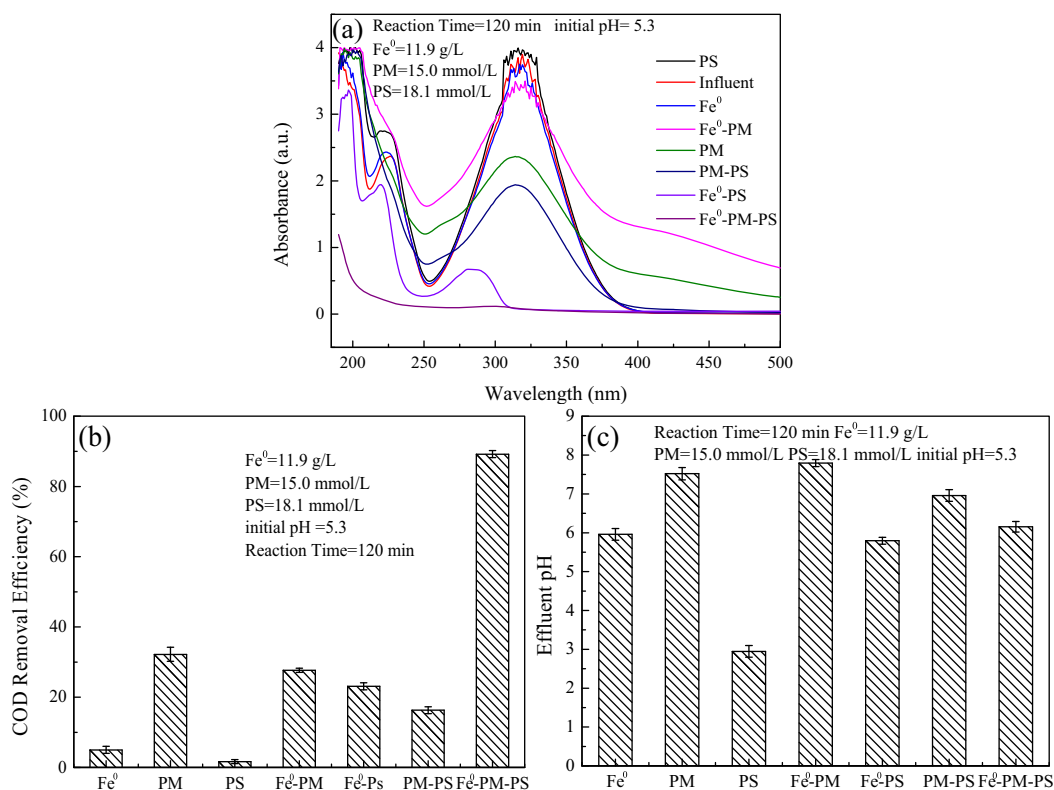 (a)
Reaction Time=120 min initial pH= 5.3
Fe⁰=11.9 g/L
PM=15.0 mmol/L
PS=18.1 mmol/L
PS
Influent
Fe⁰
Fe⁰-PM
PM
PM-PS
Fe⁰-PS
Fe⁰-PM-PS
4
3
2
1
0
Absorbance (a.u.)
200 250 300 350 400 450 500
Wavelength (nm)
(b)
Fe⁰=11.9 g/L
PM=15.0 mmol/L
PS=18.1 mmol/L
initial pH =5.3
Reaction Time=120 min
100
80
60
40
20
0
COD Removal Efficiency (%)
Fe⁰ PM PS Fe-PM Fe-Ps PM-PS Fe-PM-PS
(c)
Reaction Time=120 min Fe⁰=11.9 g/L
PM=15.0 mmol/L PS=18.1 mmol/L initial pH=5.3
9
8
7
6
5
4
3
2
1
0
Effluent pH
Fe⁰ PM PS Fe⁰-PM Fe⁰-PS PM-PS Fe⁰-PM-PS